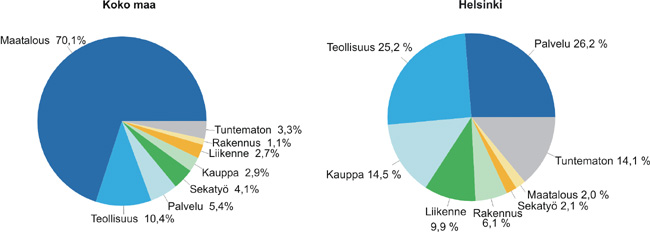 Koko maa
Maatalous 70,1%
Tuntematon 3,3%
Rakennus 1,1%
Liikenne 2,7%
Kauppa 2,9%
Sekatyö 4,1%
Palvelu 5,4%
Teollisuus 10,4%
Helsinki
Teollisuus 25,2 %
Palvelu 26,2 %
Kauppa 14,5 %
Tuntematon 14,1 %
Maatalous 2,0 %
Sekatyö 2,1 %
Liikenne
9,9 %
Rakennus
6,1 %